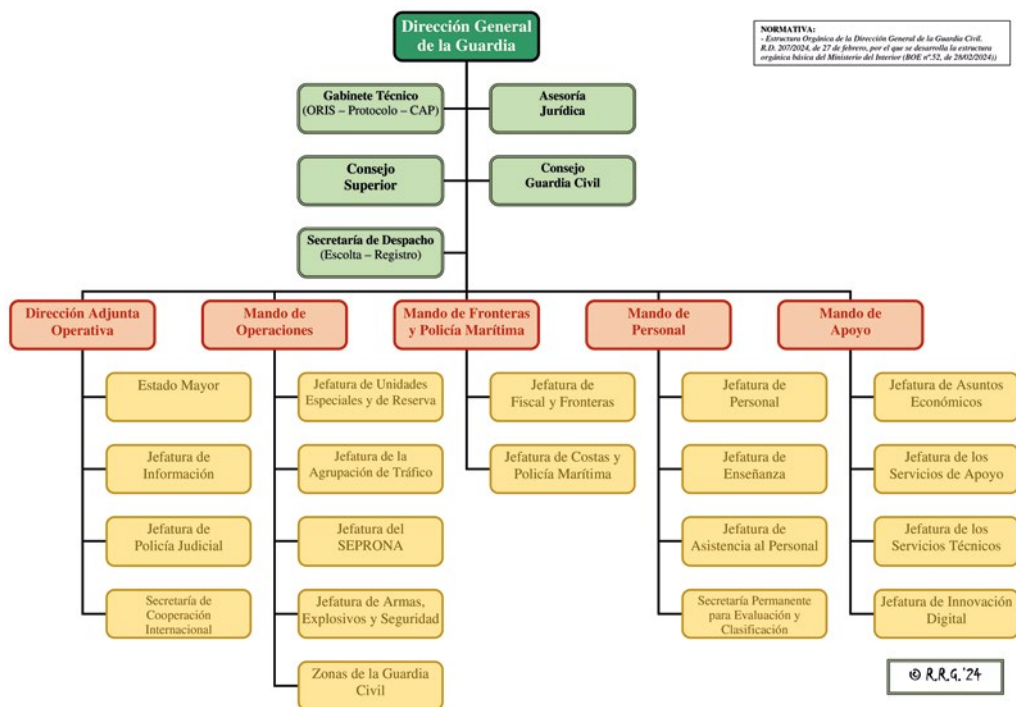 Dirección General
de la Guardia
NORMATIVA:
- Estructura Orgánica de la Dirección General de la Guardia Civil.
R.D. 207/2024, de 27 de febrero, por el que se desarrolla la estructura
orgánica básica del Ministerio del Interior (BOE nº.52, de 28/02/2024))
Gabinete Técnico
(ORIS – Protocolo – CAP)
Asesoría
Jurídica
Consejo
Superior
Consejo
Guardia Civil
Secretaría de Despacho
(Escolta – Registro)
Dirección Adjunta
Operativa
Mando de
Operaciones
Mando de Fronteras
y Policía Marítima
Mando de
Personal
Mando de
Apoyo
Estado Mayor
Jefatura de
Información
Jefatura de
Policía Judicial
Secretaría de
Cooperación
Internacional
Jefatura de Unidades
Especiales y de Reserva
Jefatura de la
Agrupación de Tráfico
Jefatura del
SEPRONA
Jefatura de Armas,
Explosivos y Seguridad
Zonas de la Guardia
Civil
Jefatura de
Fiscal y Fronteras
Jefatura de Costas y
Policía Marítima
Jefatura de
Personal
Jefatura de
Enseñanza
Jefatura de
Asistencia al Personal
Secretaría Permanente
para Evaluación y
Clasificación
Jefatura de Asuntos
Económicos
Jefatura de los
Servicios de Apoyo
Jefatura de los
Servicios Técnicos
Jefatura de Innovación
Digital
© R.R.G.'24